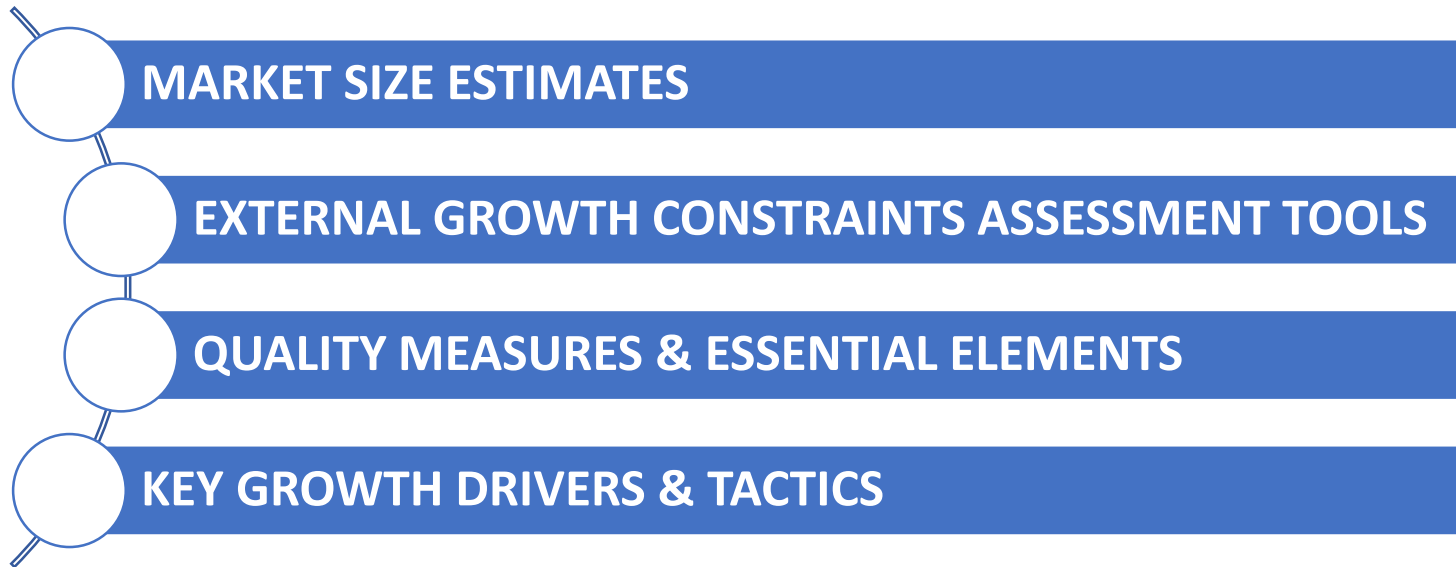 MARKET SIZE ESTIMATES
EXTERNAL GROWTH CONSTRAINTS ASSESSMENT TOOLS
QUALITY MEASURES & ESSENTIAL ELEMENTS
KEY GROWTH DRIVERS & TACTICS